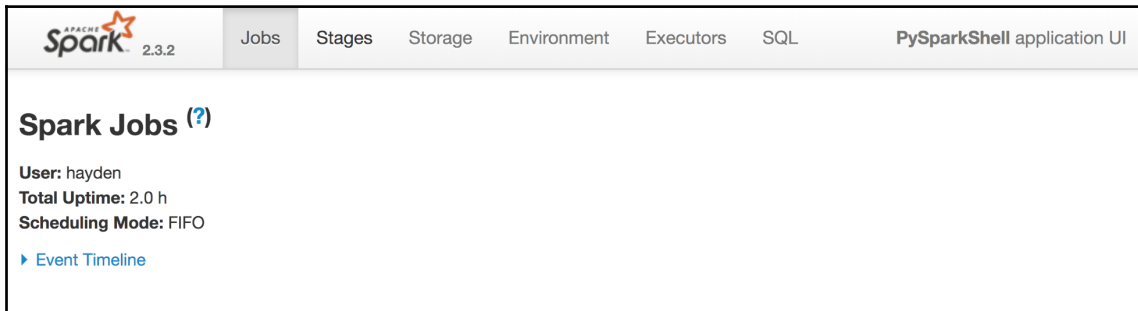 APACHE Spark 2.3.2 Jobs Stages Storage Environment Executors SQL PySparkShell application UI
Spark Jobs (?)
User: hayden
Total Uptime: 2.0 h
Scheduling Mode: FIFO
Event Timeline